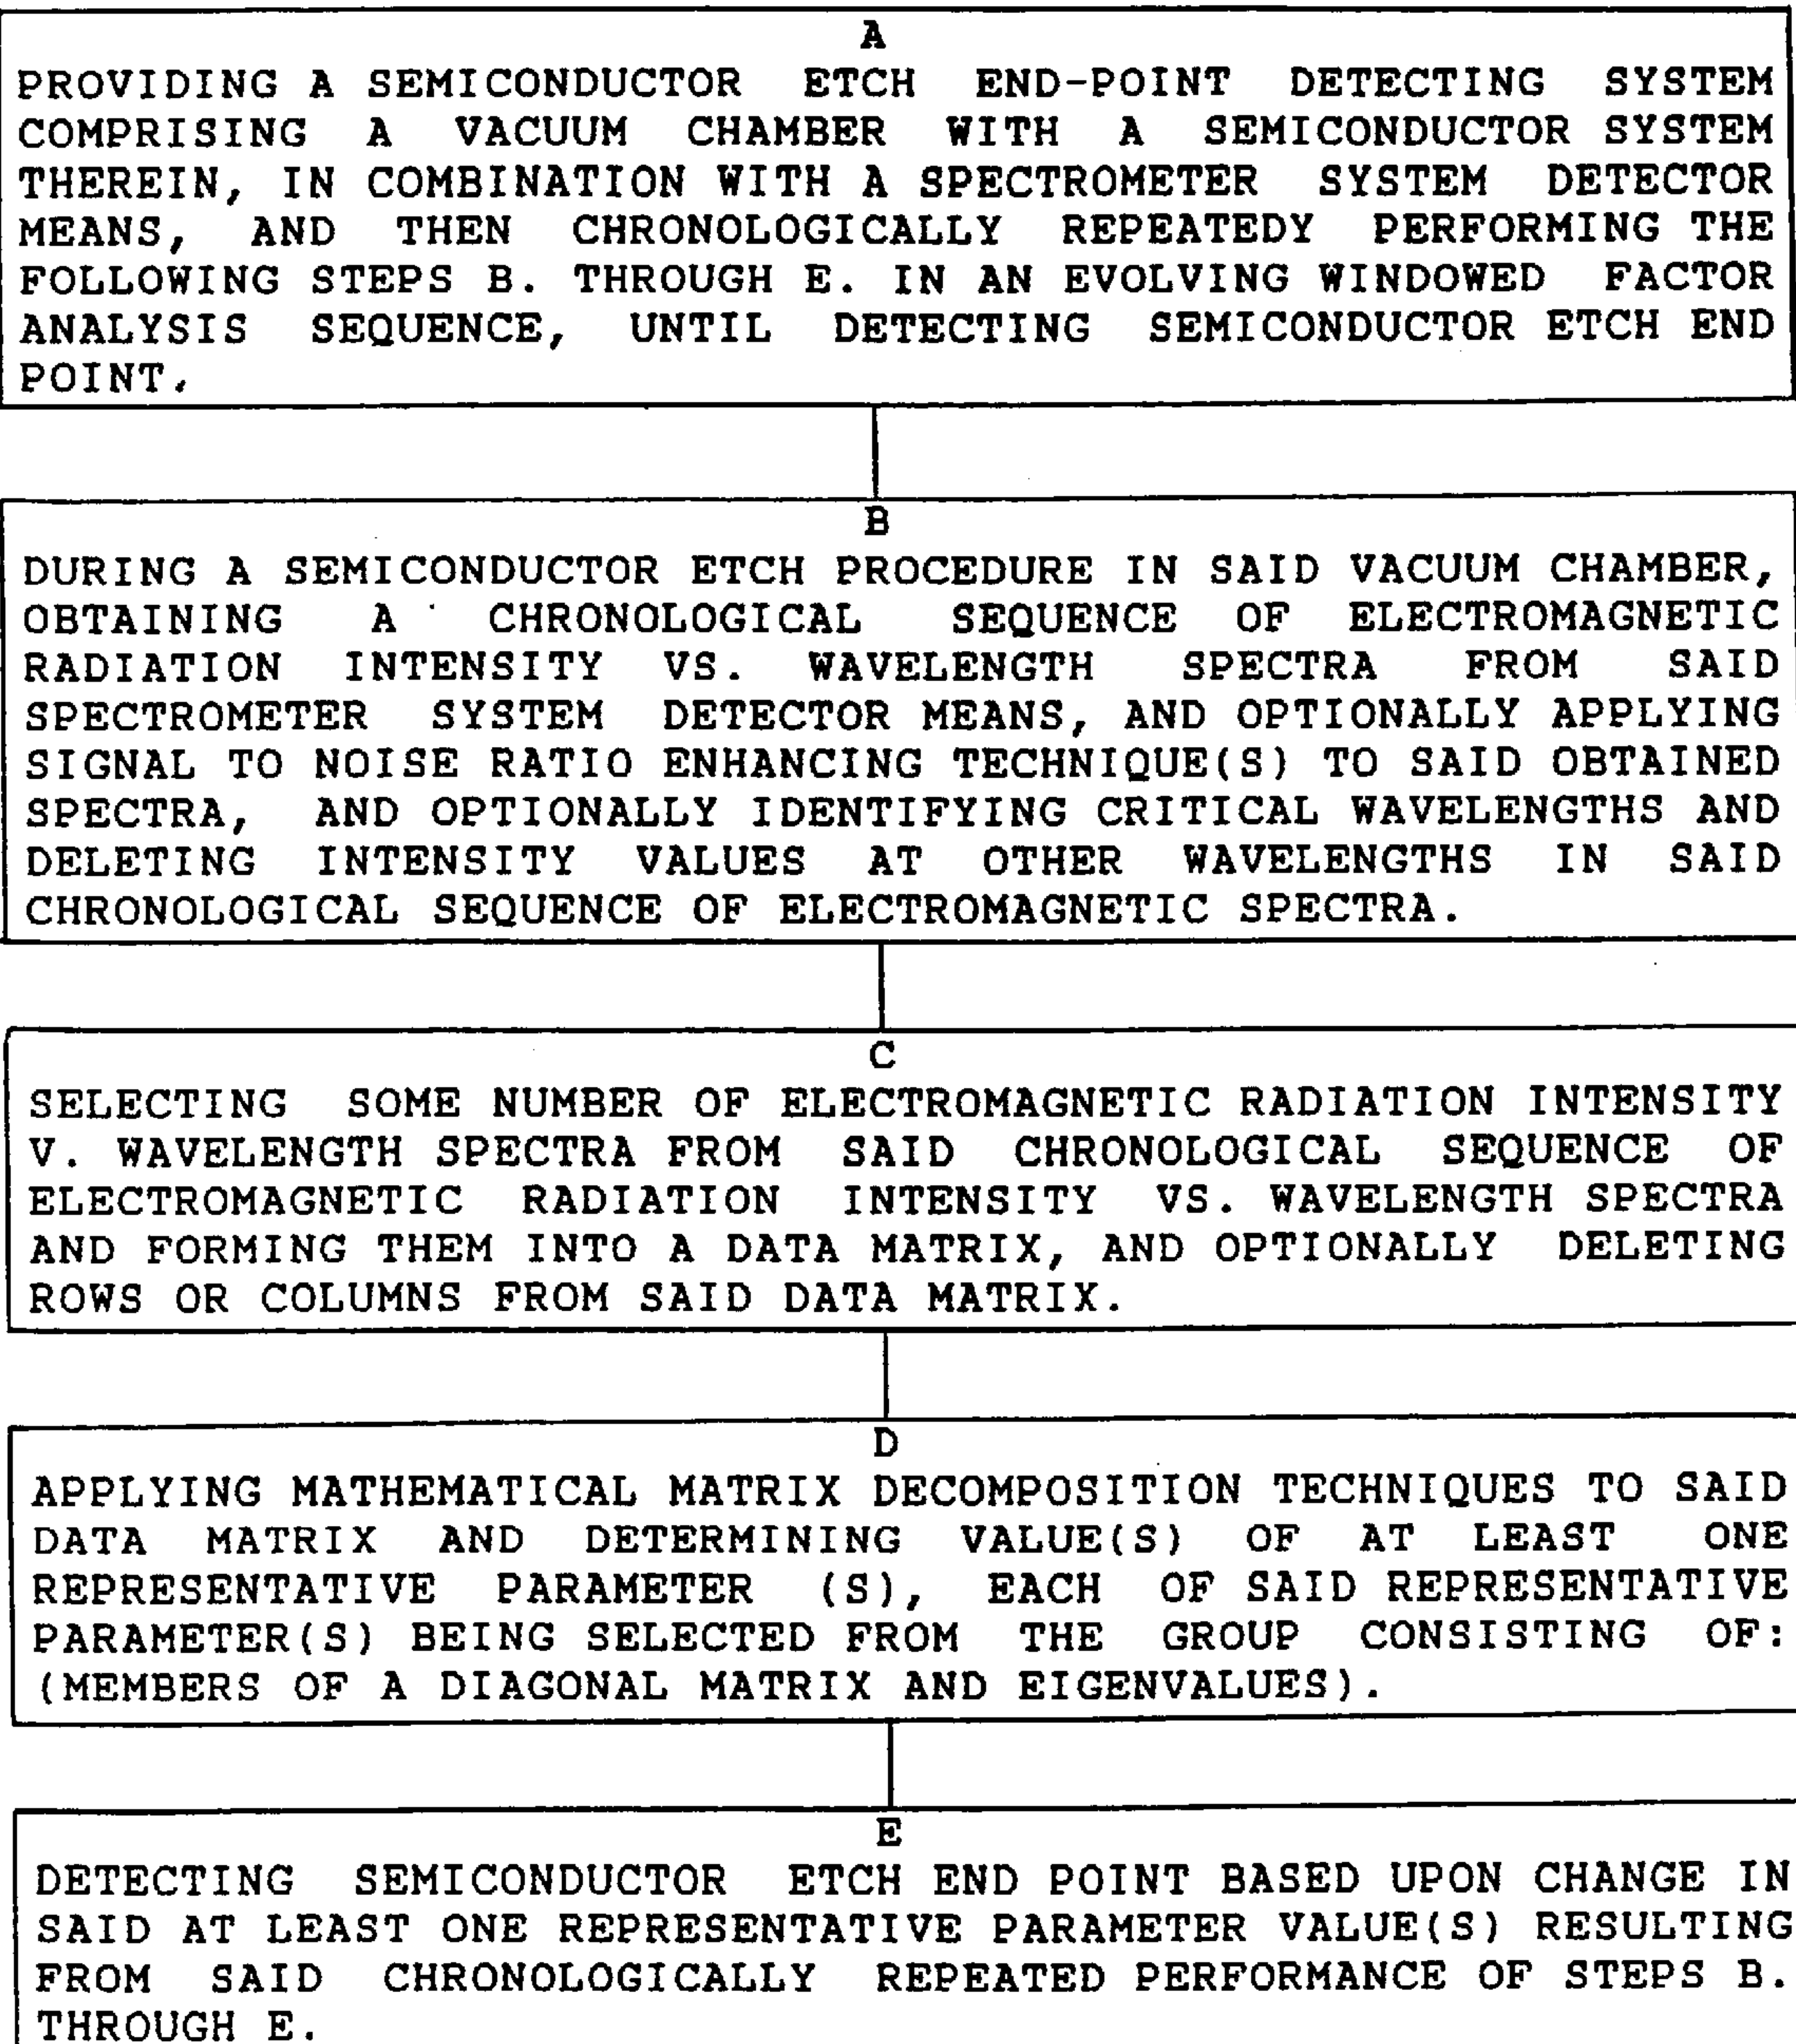 A
PROVIDING A SEMICONDUCTOR ETCH END-POINT DETECTING SYSTEM
COMPRISING A VACUUM CHAMBER WITH A SEMICONDUCTOR SYSTEM
THEREIN, IN COMBINATION WITH A SPECTROMETER SYSTEM DETECTOR
MEANS, AND THEN CHRONOLOGICALLY REPEATEDY PERFORMING THE
FOLLOWING STEPS B. THROUGH E. IN AN EVOLVING WINDOWED FACTOR
ANALYSIS SEQUENCE, UNTIL DETECTING SEMICONDUCTOR ETCH END
POINT.
B
DURING A SEMICONDUCTOR ETCH PROCEDURE IN SAID VACUUM CHAMBER,
OBTAINING A CHRONOLOGICAL SEQUENCE OF ELECTROMAGNETIC
RADIATION INTENSITY VS. WAVELENGTH SPECTRA FROM SAID
SPECTROMETER SYSTEM DETECTOR MEANS, AND OPTIONALLY APPLYING
SIGNAL TO NOISE RATIO ENHANCING TECHNIQUE(S) TO SAID OBTAINED
SPECTRA, AND OPTIONALLY IDENTIFYING CRITICAL WAVELENGTHS AND
DELETING INTENSITY VALUES AT OTHER WAVELENGTHS IN SAID
CHRONOLOGICAL SEQUENCE OF ELECTROMAGNETIC SPECTRA.
C
SELECTING SOME NUMBER OF ELECTROMAGNETIC RADIATION INTENSITY
V. WAVELENGTH SPECTRA FROM SAID CHRONOLOGICAL SEQUENCE OF
ELECTROMAGNETIC RADIATION INTENSITY VS. WAVELENGTH SPECTRA
AND FORMING THEM INTO A DATA MATRIX, AND OPTIONALLY DELETING
ROWS OR COLUMNS FROM SAID DATA MATRIX.
D
APPLYING MATHEMATICAL MATRIX DECOMPOSITION TECHNIQUES TO SAID
DATA MATRIX AND DETERMINING VALUE(S) OF AT LEAST ONE
REPRESENTATIVE PARAMETER (S), EACH OF SAID REPRESENTATIVE
PARAMETER(S) BEING SELECTED FROM THE GROUP CONSISTING OF:
(MEMBERS OF A DIAGONAL MATRIX AND EIGENVALUES).
E
DETECTING SEMICONDUCTOR ETCH END POINT BASED UPON CHANGE IN
SAID AT LEAST ONE REPRESENTATIVE PARAMETER VALUE(S) RESULTING
FROM SAID CHRONOLOGICALLY REPEATED PERFORMANCE OF STEPS B.
THROUGH E.